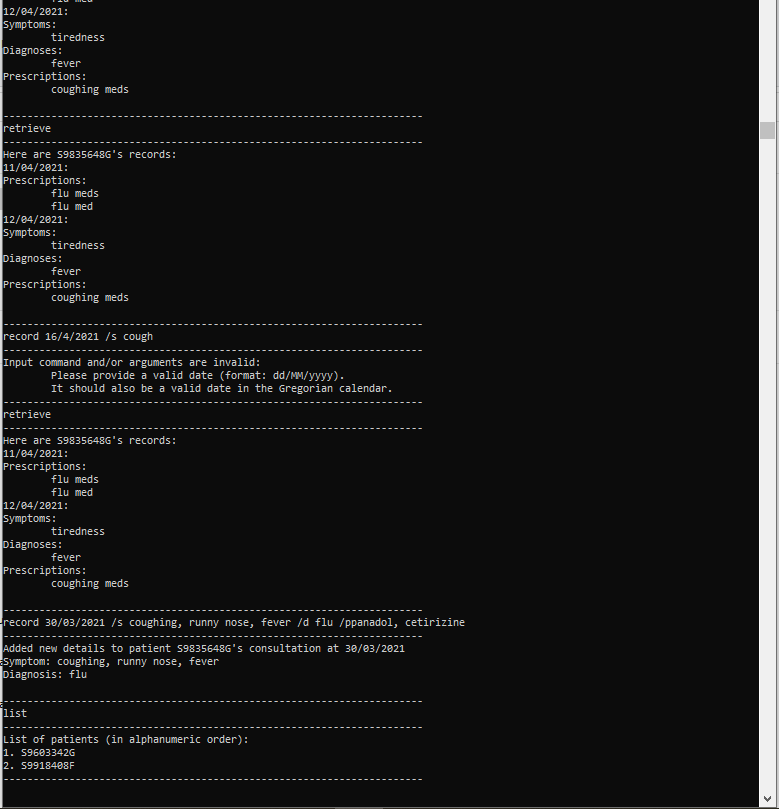 12/04/2021:
Symptoms:
tiredness
Diagnoses:
fever
Prescriptions:
coughing meds
----------------------------------------------------------------------
retrieve
----------------------------------------------------------------------
Here are S9835648G's records:
11/04/2021:
Prescriptions:
flu meds
flu med
12/04/2021:
Symptoms:
tiredness
Diagnoses:
fever
Prescriptions:
coughing meds
----------------------------------------------------------------------
record 16/4/2021 /s cough
----------------------------------------------------------------------
Input command and/or arguments are invalid:
Please provide a valid date (format: dd/MM/yyyy).
It should also be a valid date in the Gregorian calendar.
----------------------------------------------------------------------
retrieve
----------------------------------------------------------------------
Here are S9835648G's records:
11/04/2021:
Prescriptions:
flu meds
flu med
12/04/2021:
Symptoms:
tiredness
Diagnoses:
fever
Prescriptions:
coughing meds
----------------------------------------------------------------------
record 30/03/2021 /s coughing, runny nose, fever /d flu /ppanadol, cetirizine
----------------------------------------------------------------------
Added new details to patient S9835648G's consultation at 30/03/2021
Symptom: coughing, runny nose, fever
Diagnosis: flu
----------------------------------------------------------------------
list
----------------------------------------------------------------------
List of patients (in alphanumeric order):
1. S9603342G
2. S9918408F
----------------------------------------------------------------------